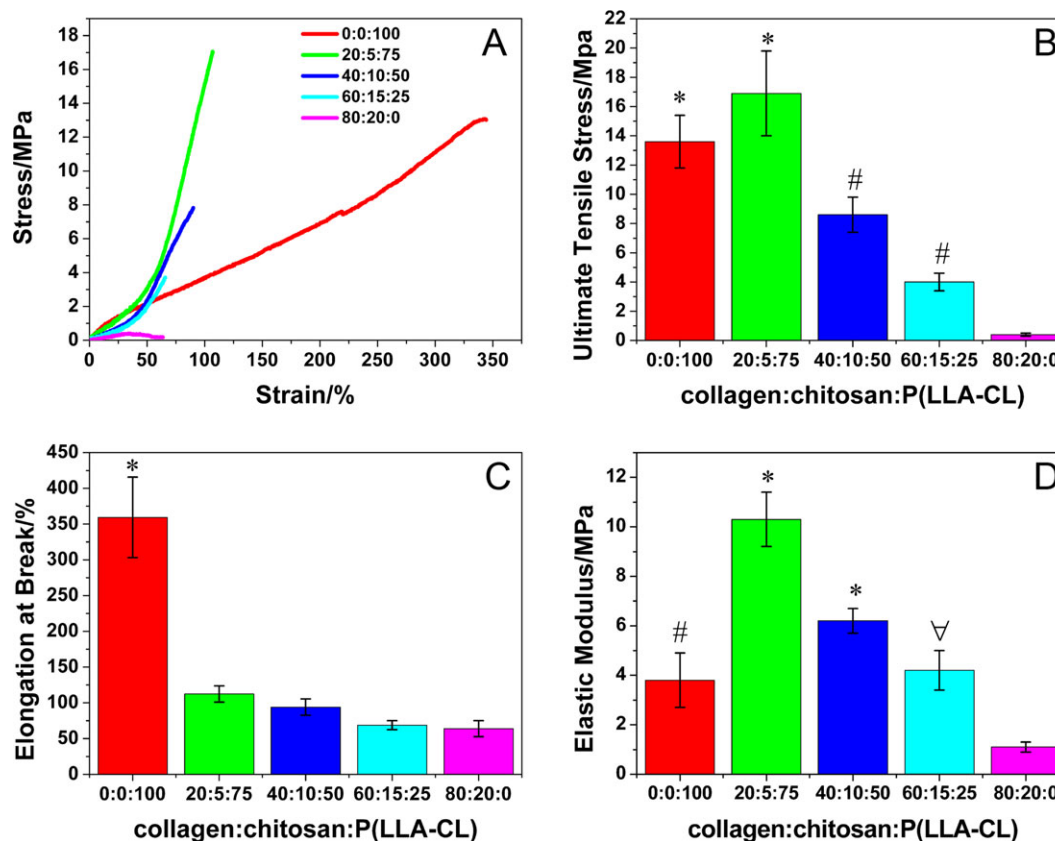 A
Stress/MPa
18
16
14
12
10
8
6
4
2
0
0:0:100
20:5:75
40:10:50
60:15:25
80:20:0
0 50 100 150 200 250 300 350
Strain/%
B
Ultimate Tensile Stress/Mpa
22
20
18
16
14
12
10
8
6
4
2
0
* * # #
0:0:100 20:5:75 40:10:50 60:15:25 80:20:0
collagen:chitosan:P(LLA-CL)
C
Elongation at Break/%
450
400
350
300
250
200
150
100
50
0
*
0:0:100 20:5:75 40:10:50 60:15:25 80:20:0
collagen:chitosan:P(LLA-CL)
D
Elastic Modulus/MPa
12
10
8
6
4
2
0
# * * ∀
0:0:100 20:5:75 40:10:50 60:15:25 80:20:0
collagen:chitosan:P(LLA-CL)